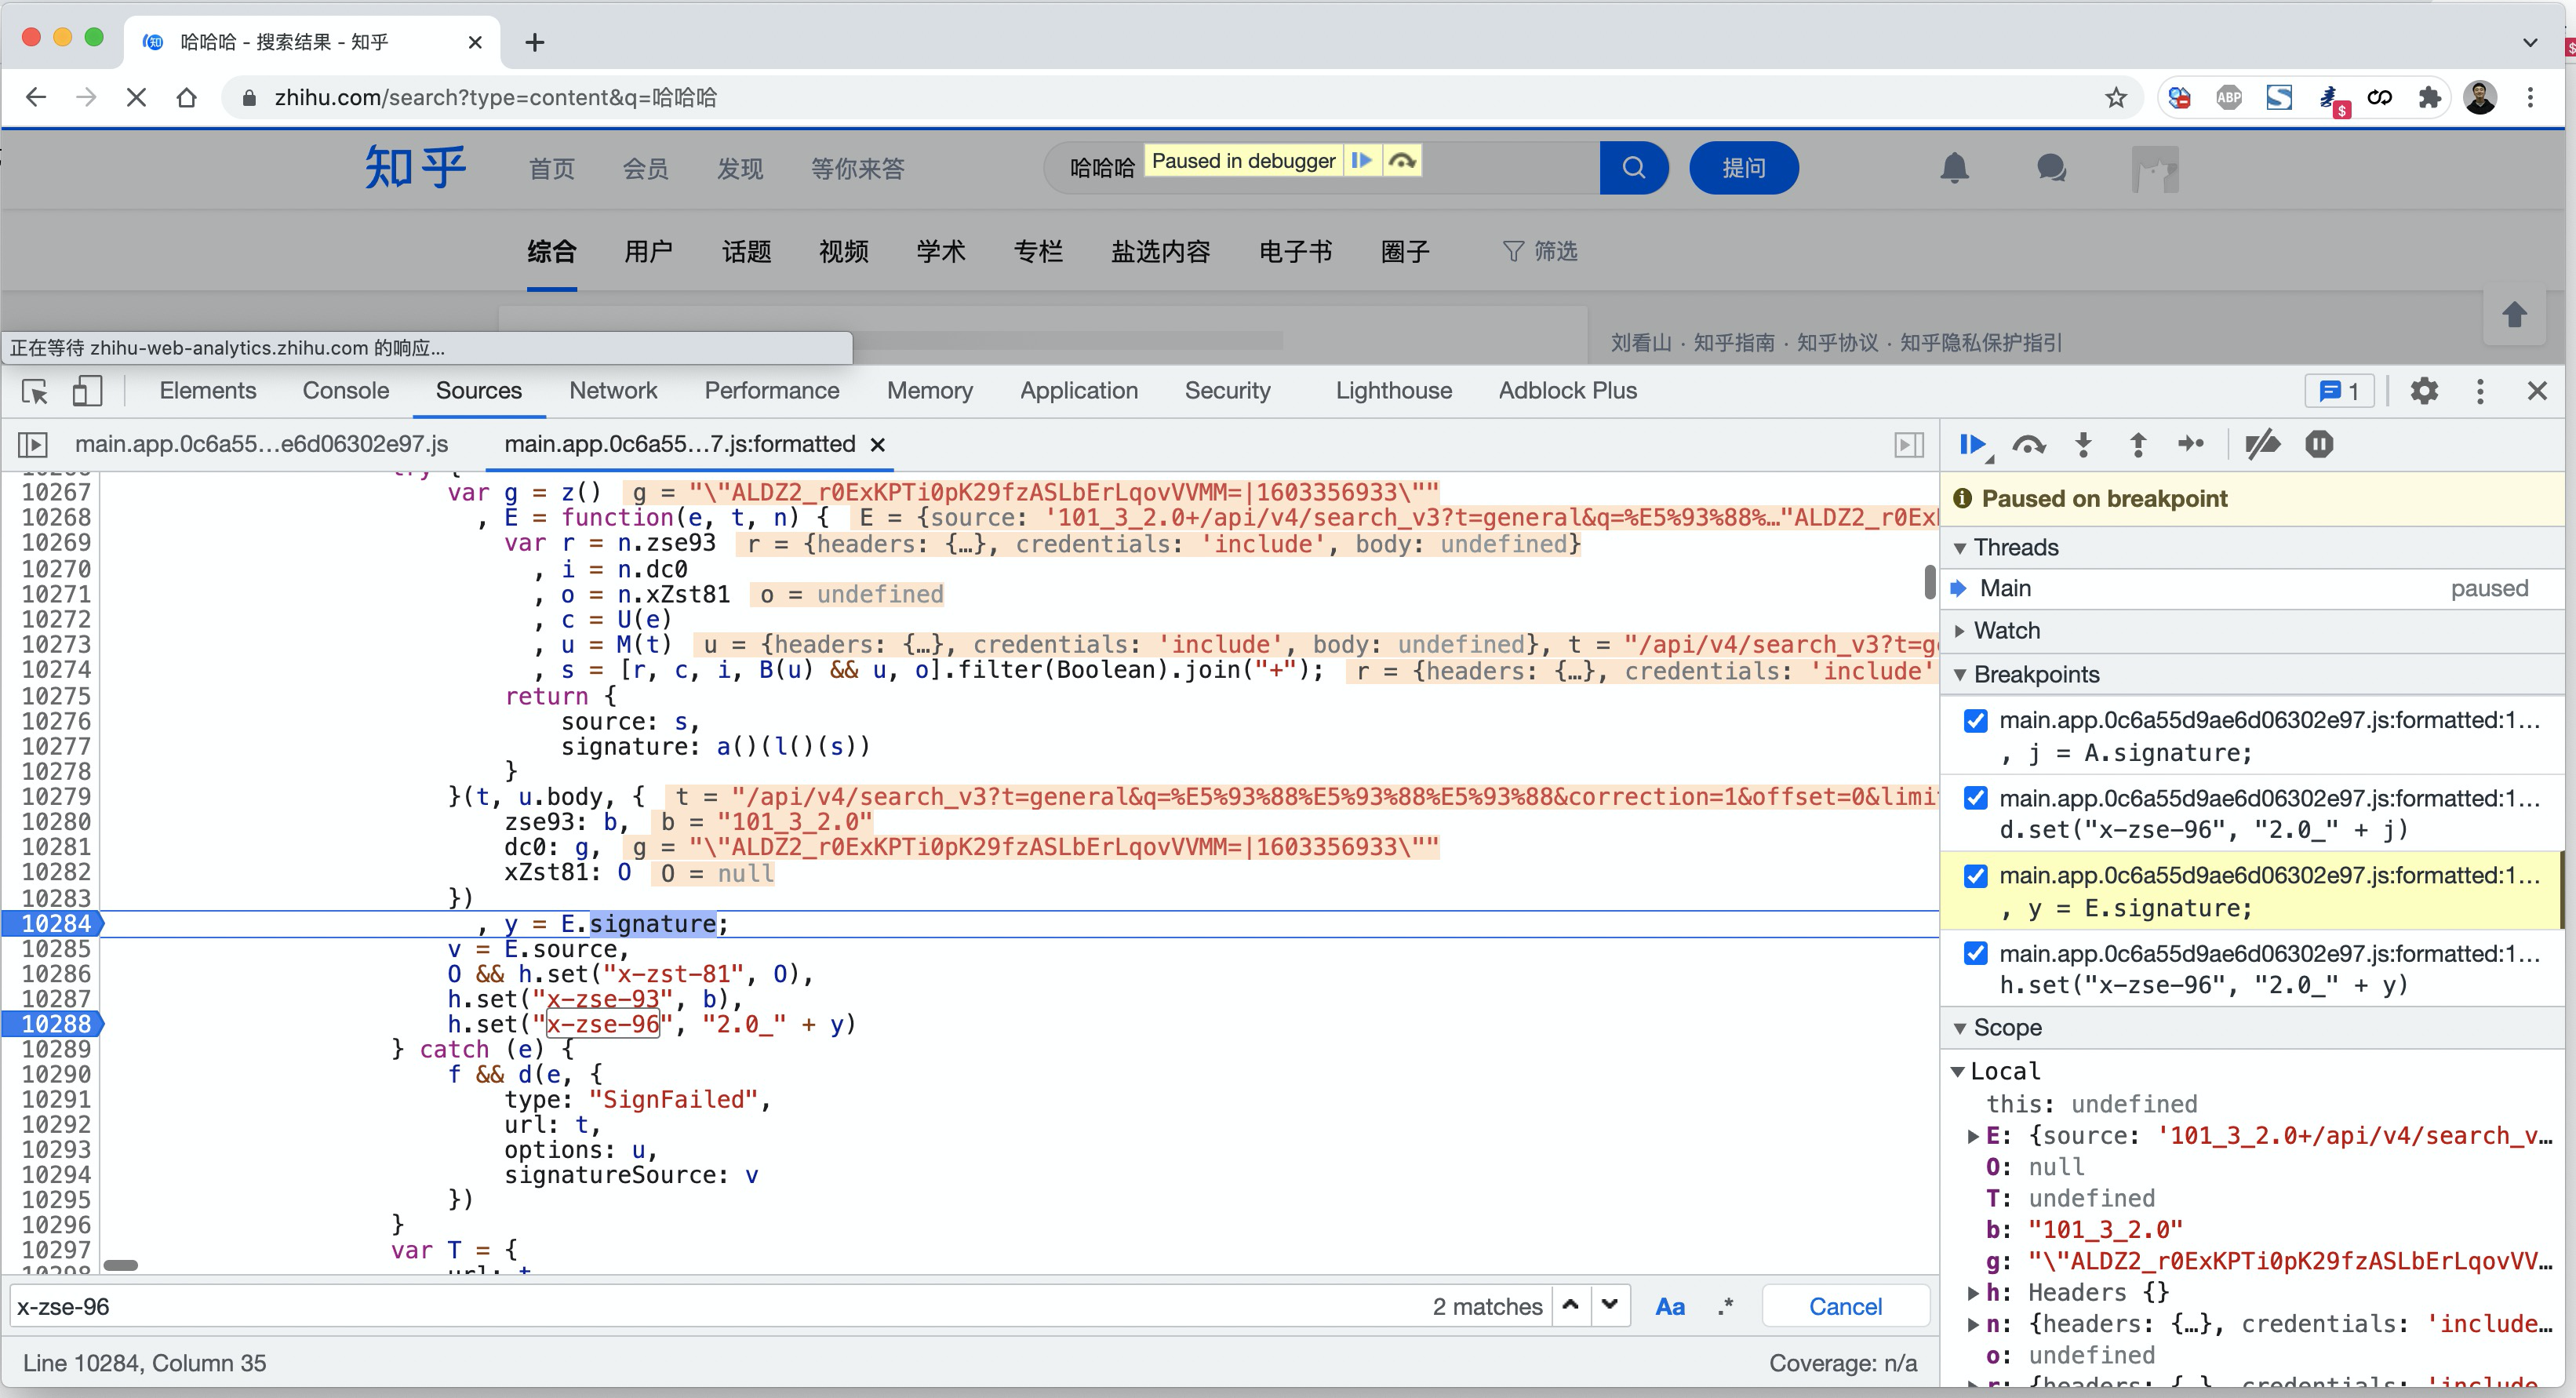 哈哈哈 - 搜索结果 - 知乎
zhihu.com/search?type=content&q=哈哈哈
ABP
$
知乎 首页 会员 发现 等你来答 哈哈哈 Paused in debugger 提问
综合 用户 话题 视频 学术 专栏 盐选内容 电子书 圈子 筛选
刘看山 · 知乎指南 · 知乎协议 · 知乎隐私保护指引
正在等待 zhihu-web-analytics.zhihu.com 的响应...
Elements Console Sources Network Performance Memory Application Security Lighthouse Adblock Plus 1
main.app.0c6a55…e6d06302e97.js main.app.0c6a55…7.js:formatted
try {
10267 var g = z() g = "\"ALDZ2_r0ExKPTi0pK29fzASLbErLqovVVMM=|1603356933\""
10268 , E = function(e, t, n) { E = {source: '101_3_2.0+/api/v4/search_v3?t=general&q=%E5%93%88%…"ALDZ2_r0Ex
10269 var r = n.zse93 r = {headers: {…}, credentials: 'include', body: undefined}
10270 , i = n.dc0
10271 , o = n.xZst81 o = undefined
10272 , c = U(e)
10273 , u = M(t) u = {headers: {…}, credentials: 'include', body: undefined}, t = "/api/v4/search_v3?t=g
10274 , s = [r, c, i, B(u) && u, o].filter(Boolean).join("+"); r = {headers: {…}, credentials: 'include'
10275 return {
10276 source: s,
10277 signature: a()(l()(s))
10278 }
10279 }(t, u.body, { t = "/api/v4/search_v3?t=general&q=%E5%93%88%E5%93%88%E5%93%88&correction=1&offset=0&limi
10280 zse93: b, b = "101_3_2.0"
10281 dc0: g, g = "\"ALDZ2_r0ExKPTi0pK29fzASLbErLqovVVMM=|1603356933\""
10282 xZst81: O O = null
10283 })
10284 , y = E.signature;
10285 v = E.source,
10286 O && h.set("x-zst-81", O),
10287 h.set("x-zse-93", b),
10288 h.set("x-zse-96", "2.0_" + y)
10289 } catch (e) {
10290 f && d(e, {
10291 type: "SignFailed",
10292 url: t,
10293 options: u,
10294 signatureSource: v
10295 })
10296 }
10297 var T = {
10298 url: t
x-zse-96 2 matches Aa .* Cancel
Line 10284, Column 35 Coverage: n/a
Paused on breakpoint
Threads
Main paused
Watch
Breakpoints
main.app.0c6a55d9ae6d06302e97.js:formatted:1…
, j = A.signature;
main.app.0c6a55d9ae6d06302e97.js:formatted:1…
d.set("x-zse-96", "2.0_" + j)
main.app.0c6a55d9ae6d06302e97.js:formatted:1…
, y = E.signature;
main.app.0c6a55d9ae6d06302e97.js:formatted:1…
h.set("x-zse-96", "2.0_" + y)
Scope
Local
this: undefined
E: {source: '101_3_2.0+/api/v4/search_v…
O: null
T: undefined
b: "101_3_2.0"
g: "\"ALDZ2_r0ExKPTi0pK29fzASLbErLqovVV…
h: Headers {}
n: {headers: {…}, credentials: 'include…
o: undefined
r: {headers: {…}, credentials: 'include